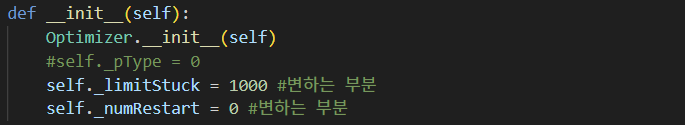 def __init__(self):
    Optimizer.__init__(self)
    #self._pType = 0
    self._limitStuck = 1000 #변하는 부분
    self._numRestart = 0 #변하는 부분